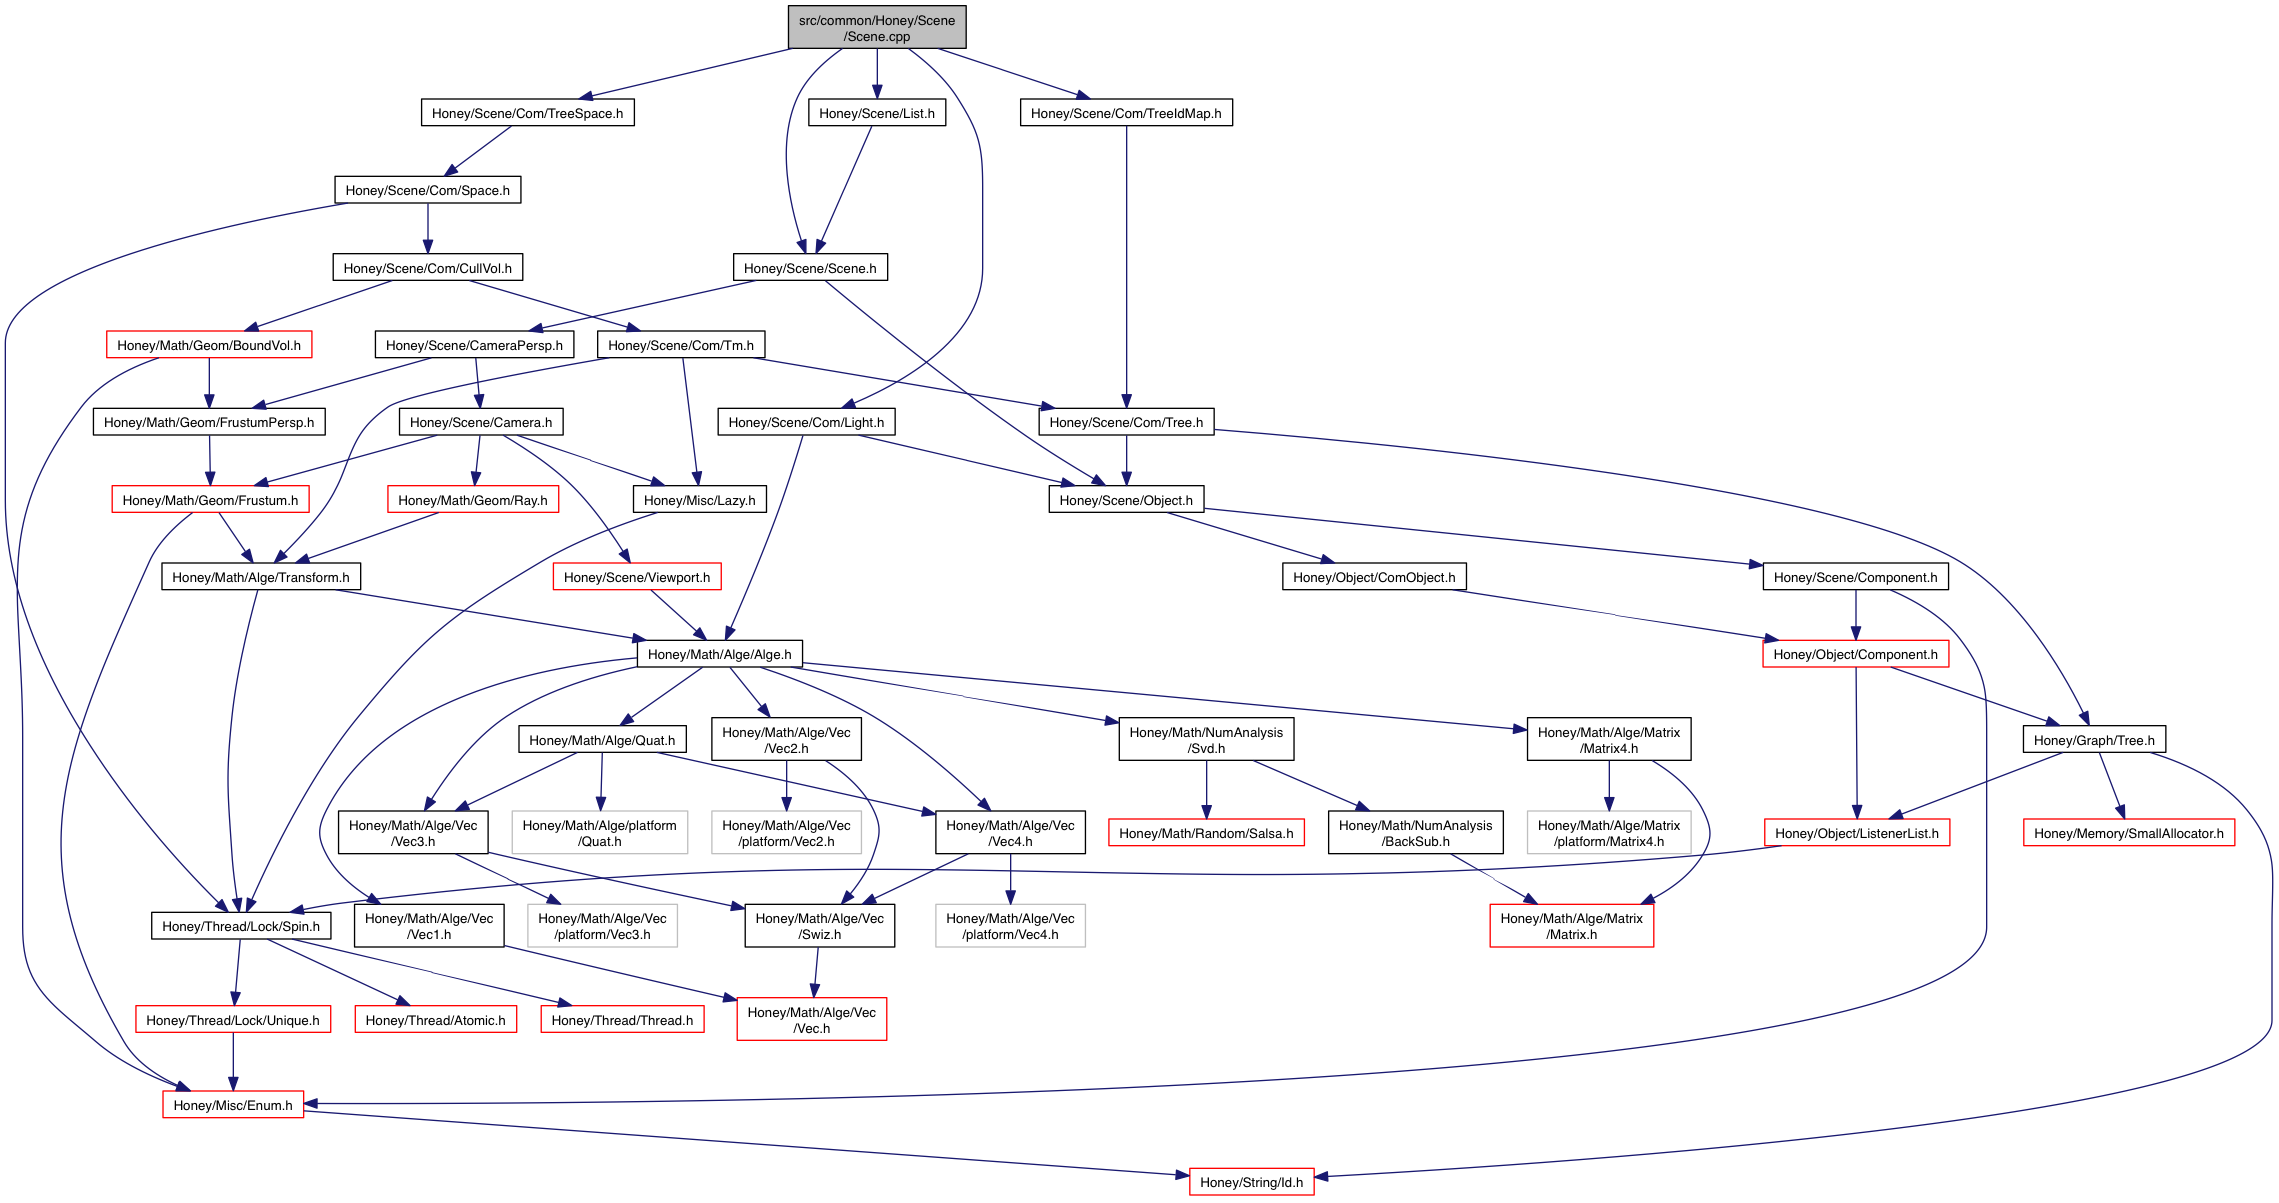 src/common/Honey/Scene
/Scene.cpp
Honey/Scene/Com/TreeSpace.h
Honey/Scene/List.h
Honey/Scene/Com/TreeIdMap.h
Honey/Scene/Com/Space.h
Honey/Scene/Com/CullVol.h
Honey/Scene/Scene.h
Honey/Math/Geom/BoundVol.h
Honey/Scene/CameraPersp.h
Honey/Scene/Com/Tm.h
Honey/Math/Geom/FrustumPersp.h
Honey/Scene/Camera.h
Honey/Scene/Com/Light.h
Honey/Scene/Com/Tree.h
Honey/Math/Geom/Frustum.h
Honey/Math/Geom/Ray.h
Honey/Misc/Lazy.h
Honey/Scene/Object.h
Honey/Math/Alge/Transform.h
Honey/Scene/Viewport.h
Honey/Object/ComObject.h
Honey/Scene/Component.h
Honey/Math/Alge/Alge.h
Honey/Object/Component.h
Honey/Math/Alge/Quat.h
Honey/Math/Alge/Vec
/Vec2.h
Honey/Math/NumAnalysis
/Svd.h
Honey/Math/Alge/Matrix
/Matrix4.h
Honey/Graph/Tree.h
Honey/Math/Alge/Vec
/Vec3.h
Honey/Math/Alge/platform
/Quat.h
Honey/Math/Alge/Vec
/platform/Vec2.h
Honey/Math/Alge/Vec
/Vec4.h
Honey/Math/Random/Salsa.h
Honey/Math/NumAnalysis
/BackSub.h
Honey/Math/Alge/Matrix
/platform/Matrix4.h
Honey/Object/ListenerList.h
Honey/Memory/SmallAllocator.h
Honey/Thread/Lock/Spin.h
Honey/Math/Alge/Vec
/Vec1.h
Honey/Math/Alge/Vec
/platform/Vec3.h
Honey/Math/Alge/Vec
/Swiz.h
Honey/Math/Alge/Vec
/platform/Vec4.h
Honey/Math/Alge/Matrix
/Matrix.h
Honey/Thread/Lock/Unique.h
Honey/Thread/Atomic.h
Honey/Thread/Thread.h
Honey/Math/Alge/Vec
/Vec.h
Honey/Misc/Enum.h
Honey/String/Id.h